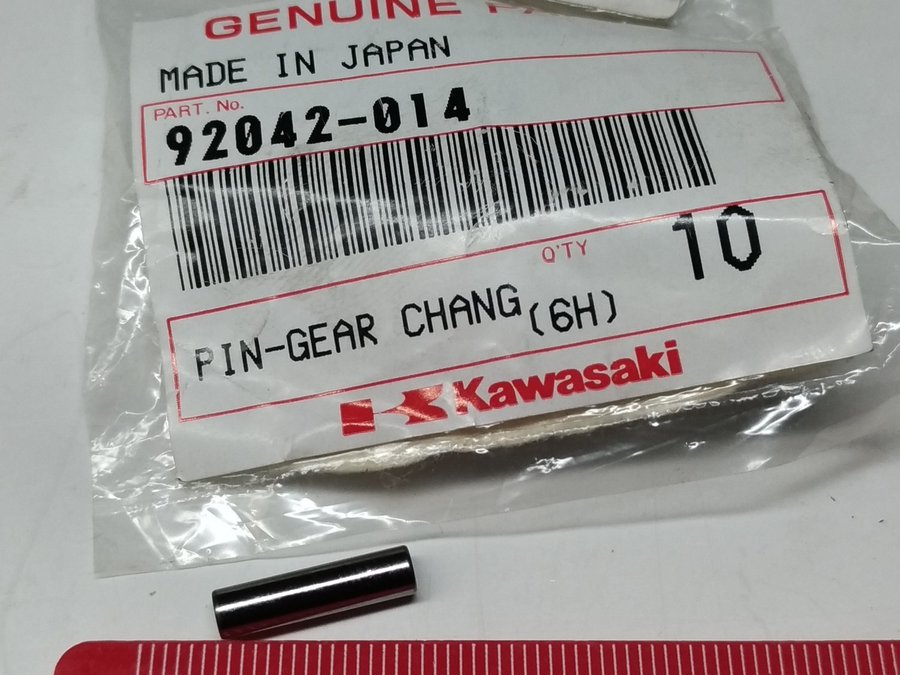 GENUINE
MADE IN JAPAN
PART. No.
92042-014
Q'TY 10
PIN-GEAR CHANG(6H)
Kawasaki